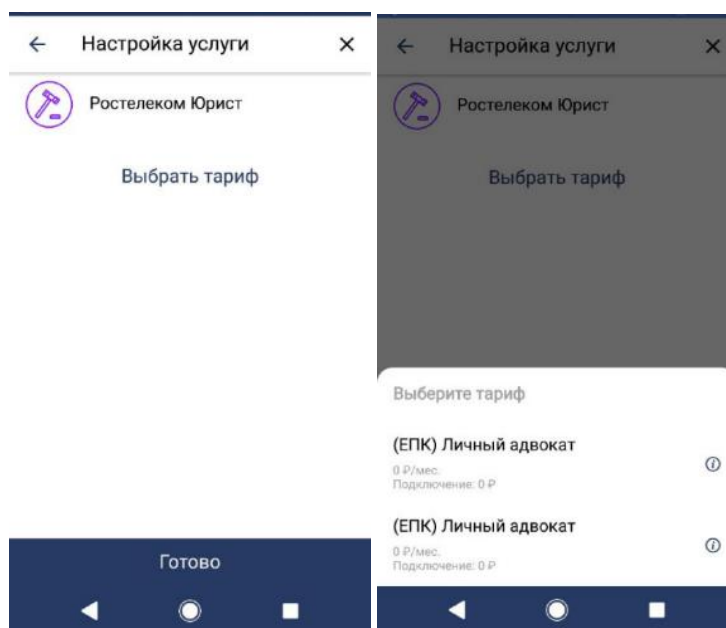 Настройка услуги
Ростелеком Юрист
Выбрать тариф
Готово
Настройка услуги
Ростелеком Юрист
Выбрать тариф
Выберите тариф
(ЕПК) Личный адвокат
0 ₽/мес.
Подключение: 0 ₽
(ЕПК) Личный адвокат
0 ₽/мес.
Подключение: 0 ₽